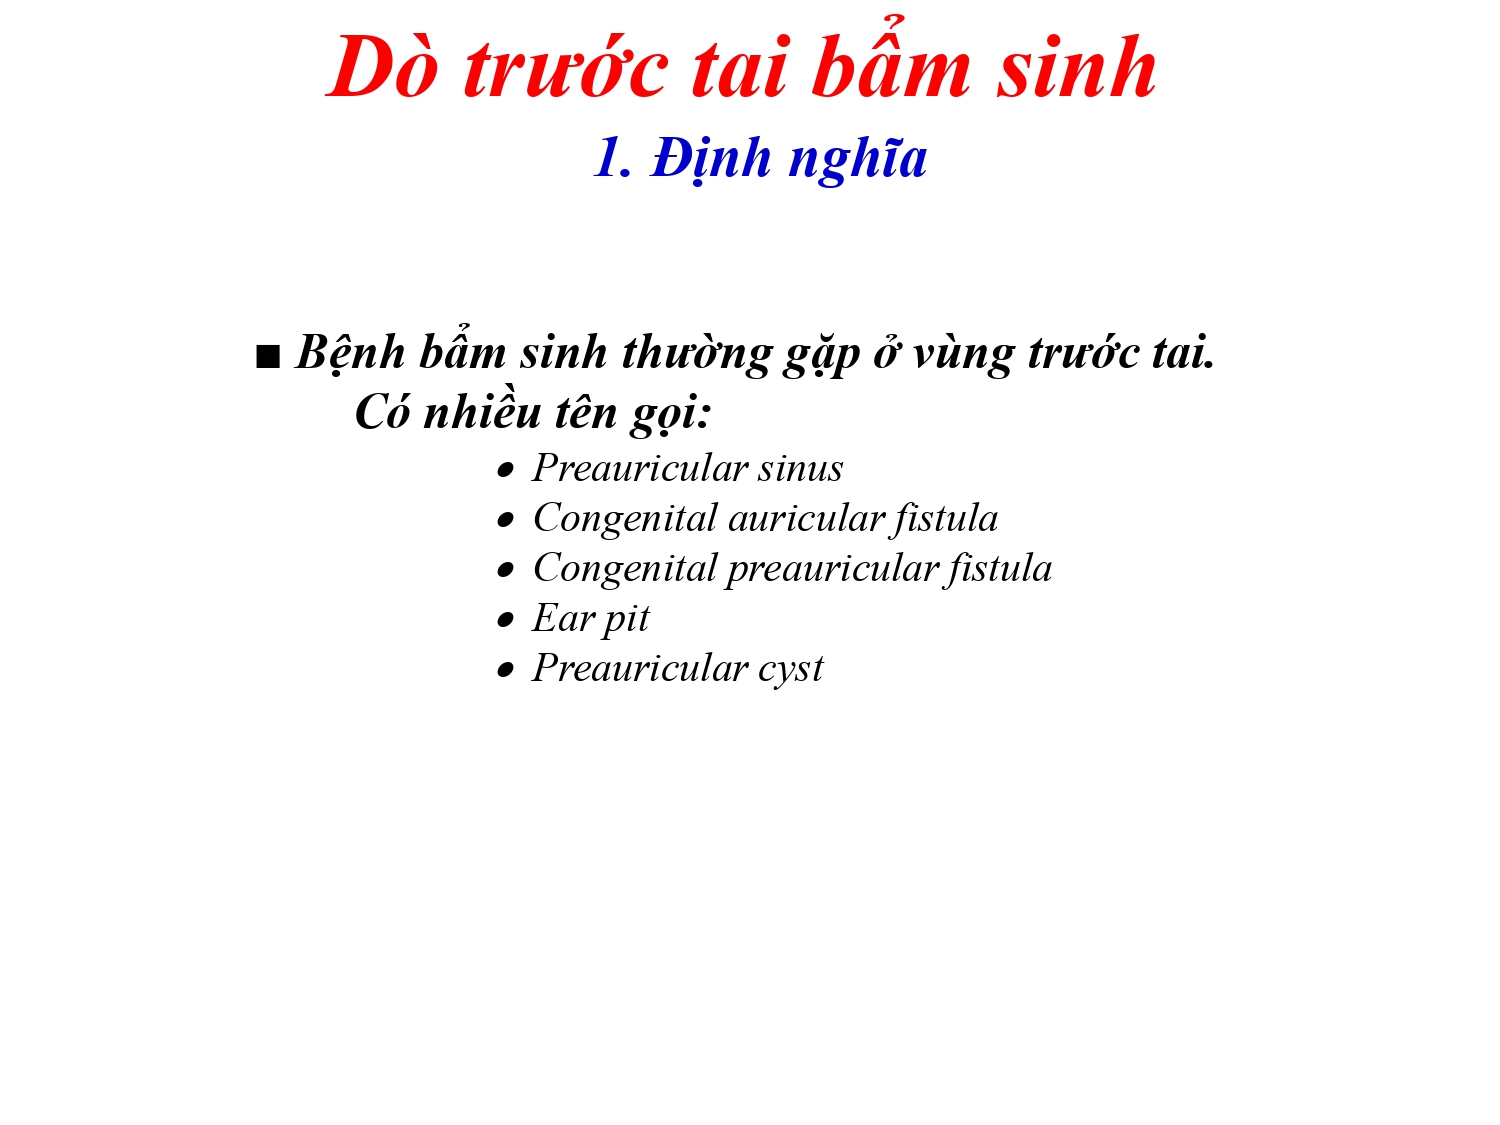 Dò trước tai bẩm sinh
1. Định nghĩa
■ Bệnh bẩm sinh thường gặp ở vùng trước tai.
Có nhiều tên gọi:
● Preauricular sinus
● Congenital auricular fistula
● Congenital preauricular fistula
● Ear pit
● Preauricular cyst